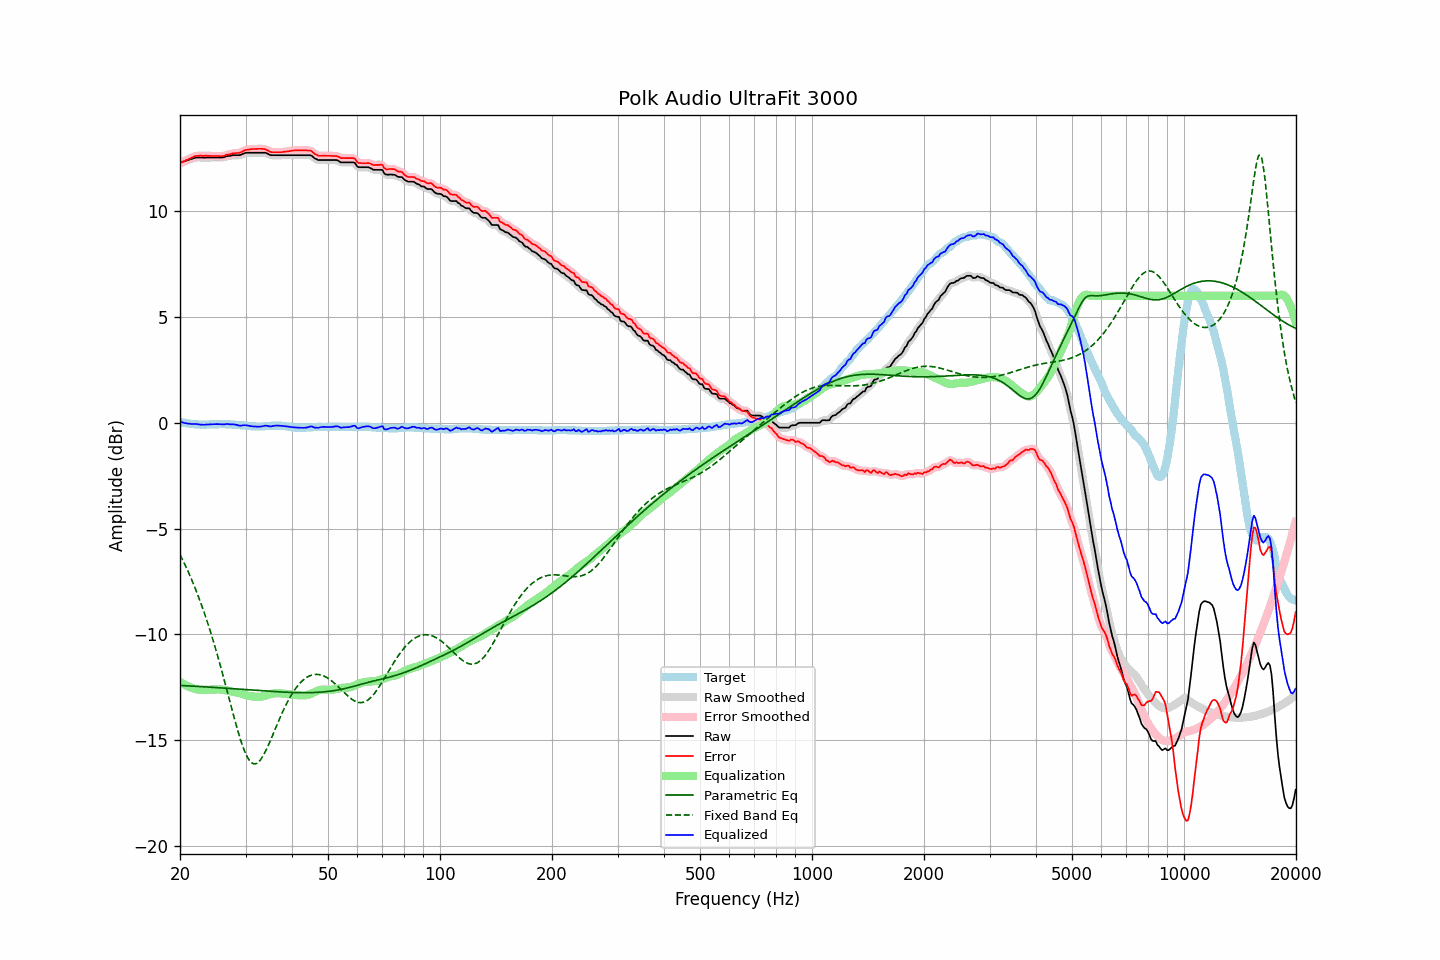 Polk Audio UltraFit 3000
Amplitude (dBr)
10
5
0
−5
−10
−15
−20
Target
Raw Smoothed
Error Smoothed
Raw
Error
Equalization
Parametric Eq
Fixed Band Eq
Equalized
20 50 100 200 500 1000 2000 5000 10000 20000
Frequency (Hz)